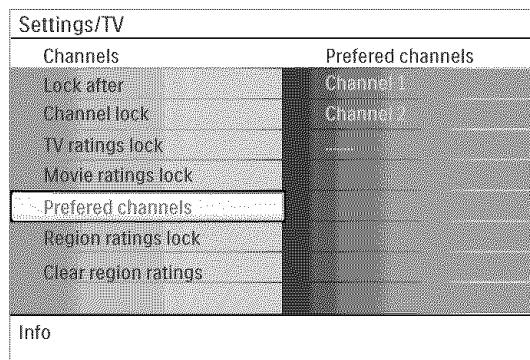 Settings/TV
Channels
Prefered channels
Lock after
Channel 1
Channel lock
Channel 2
TV ratings lock
.......
Movie ratings lock
Prefered channels
Region ratings lock
Clear region ratings
Info